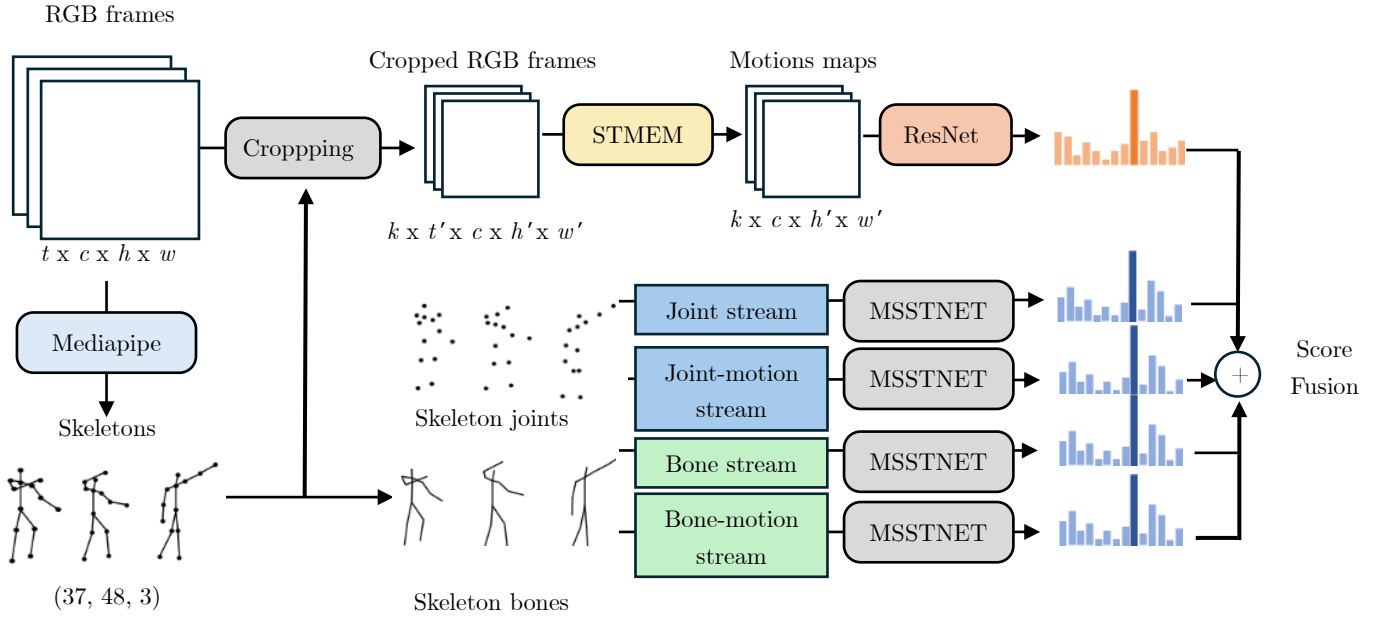 RGB frames
Cropped RGB frames
Motions maps
Croppping
STMEM
ResNet
t x c x h x w
k x t′ x c x h′ x w′
k x c x h′ x w′
Mediapipe
Skeletons
(37, 48, 3)
Skeleton joints
Skeleton bones
Joint stream
MSSTNET
Joint-motion
stream
MSSTNET
Bone stream
MSSTNET
Bone-motion
stream
MSSTNET
+
Score
Fusion